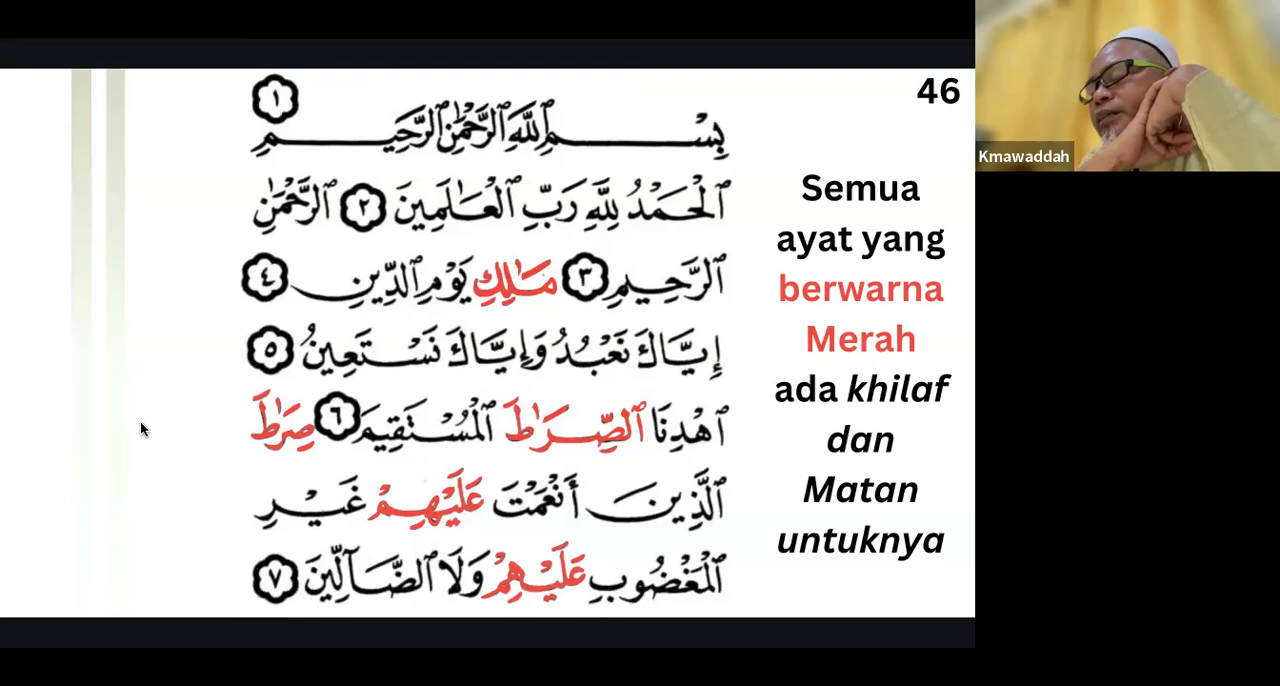 ١
بِسْمِ ٱللَّهِ ٱلرَّحْمَٰنِ ٱلرَّحِيمِ
ٱلْحَمْدُ لِلَّهِ رَبِّ ٱلْعَٰلَمِينَ ٢ ٱلرَّحْمَٰنِ
ٱلرَّحِيمِ ٣ مَٰلِكِ يَوْمِ ٱلدِّينِ ٤
إِيَّاكَ نَعْبُدُ وَإِيَّاكَ نَسْتَعِينُ ٥
ٱهْدِنَا ٱلصِّرَٰطَ ٱلْمُسْتَقِيمَ ٦ صِرَٰطَ
ٱلَّذِينَ أَنْعَمْتَ عَلَيْهِمْ غَيْرِ
ٱلْمَغْضُوبِ عَلَيْهِمْ وَلَا ٱلضَّآلِّينَ ٧
46
Semua
ayat yang
berwarna
Merah
ada khilaf
dan
Matan
untuknya
Kmawaddah